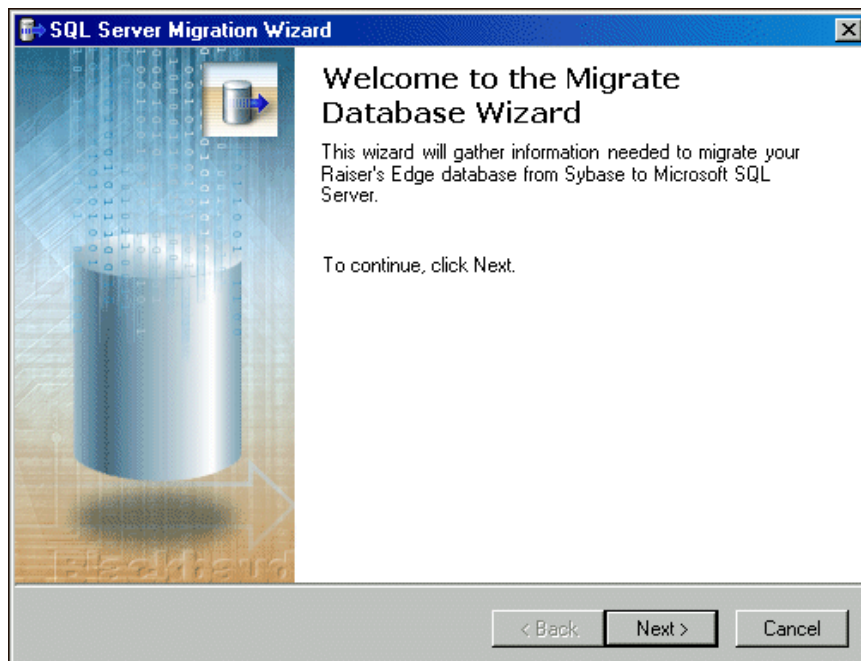 SQL Server Migration Wizard
Welcome to the Migrate
Database Wizard
This wizard will gather information needed to migrate your
Raiser's Edge database from Sybase to Microsoft SQL
Server.
To continue, click Next.
Blackbaud
< Back
Next >
Cancel